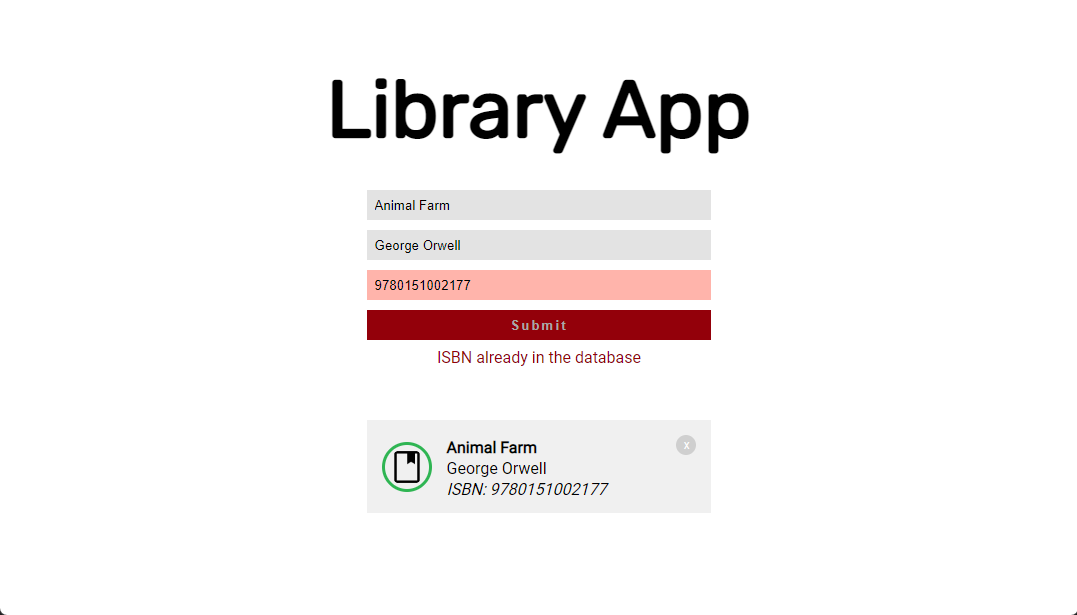 Library App
Animal Farm
George Orwell
9780151002177
Submit
ISBN already in the database
Animal Farm
x
George Orwell
ISBN: 9780151002177